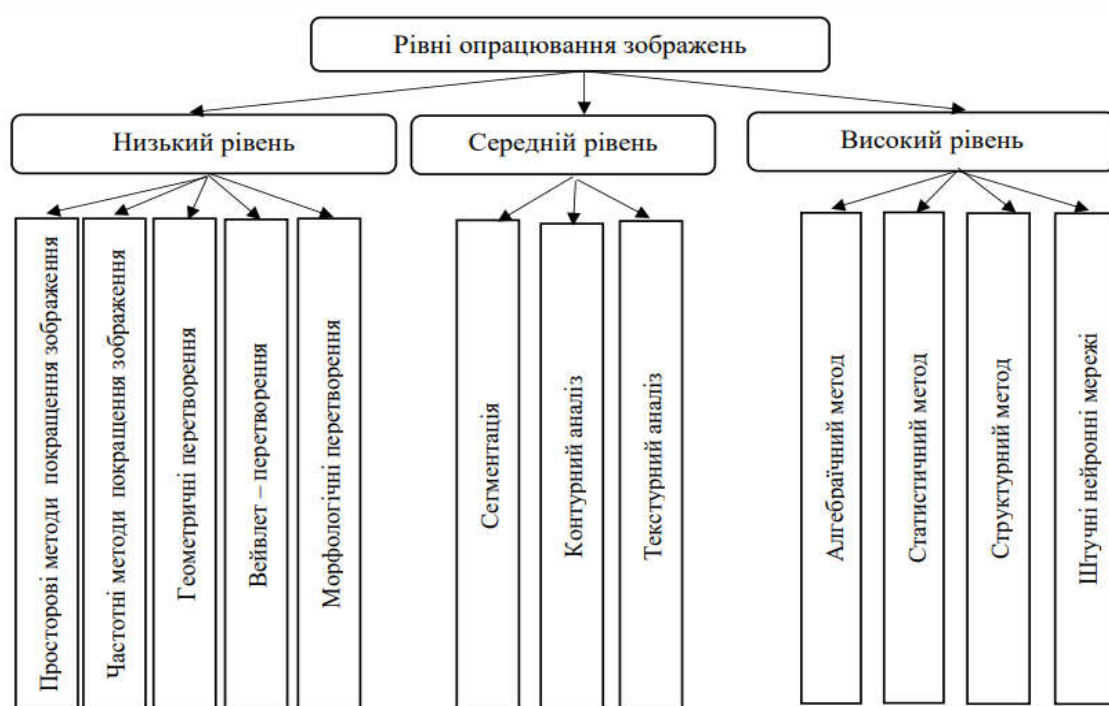 Рівні опрацювання зображень
Низький рівень
Середній рівень
Високий рівень
Просторові методи покращення зображення
Частотні методи покращення зображення
Геометричні перетворення
Вейвлет – перетворення
Морфологічні перетворення
Сегментація
Контурний аналіз
Текстурний аналіз
Алгебраїчний метод
Статистичний метод
Структурний метод
Штучні нейронні мережі